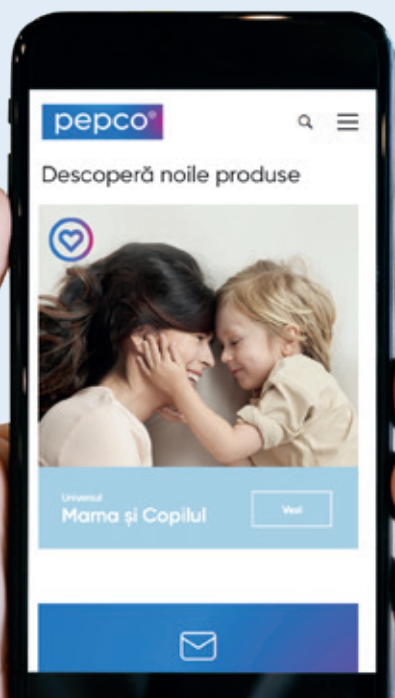 pepco®
Descoperă noile produse
Universul
Mama și Copilul
Vezi